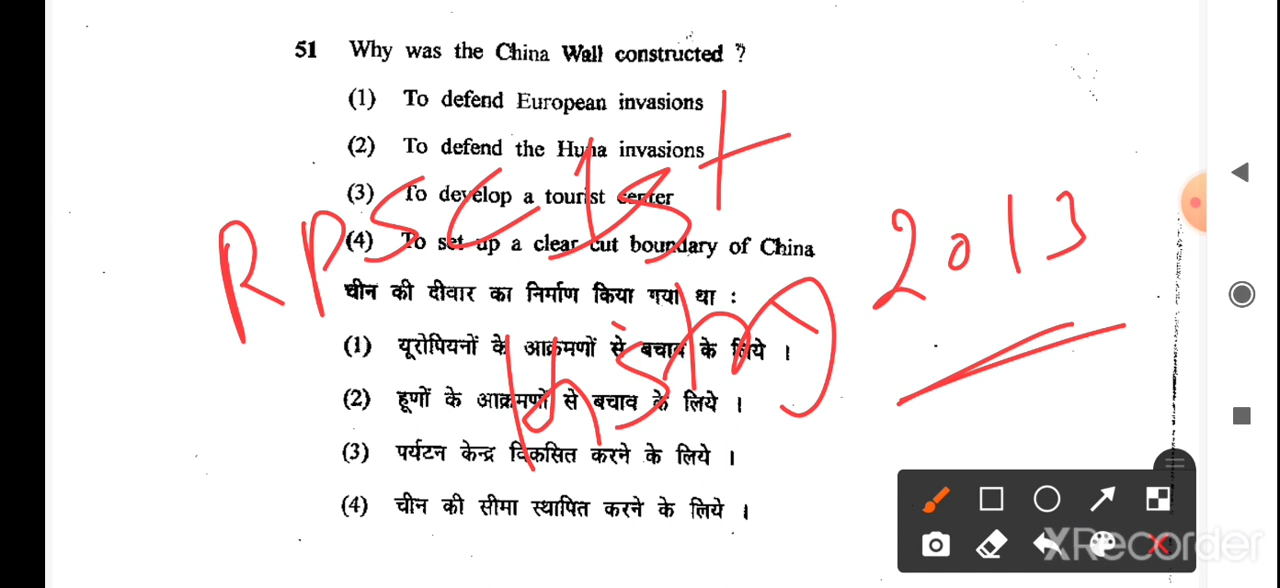 51 Why was the China Wall constructed ?
(1) To defend European invasions
(2) To defend the Huna invasions
(3) To develop a tourist center
(4) To set up a clear cut boundary of China
चीन की दीवार का निर्माण किया गया था :
(1) यूरोपियनों के आक्रमणों से बचाव के लिये ।
(2) हूणों के आक्रमणों से बचाव के लिये ।
(3) पर्यटन केन्द्र विकसित करने के लिये ।
(4) चीन की सीमा स्थापित करने के लिये ।
RPSC 1st
History
2013
XRecorder